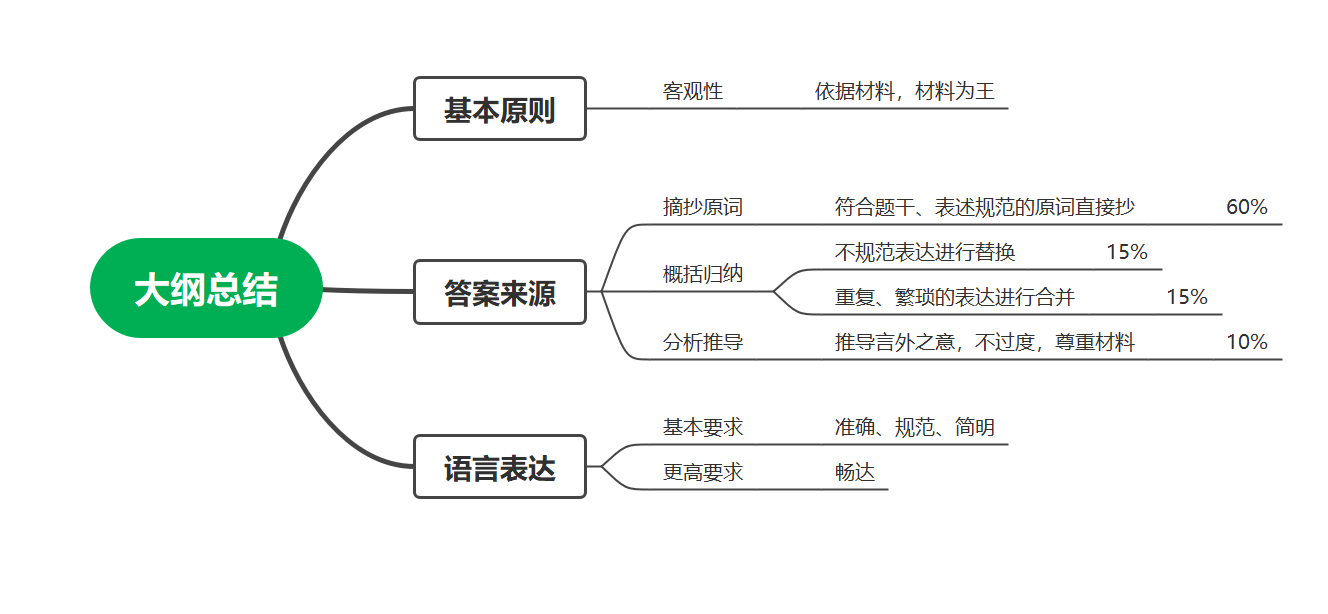 大纲总结
基本原则
客观性 依据材料，材料为王
答案来源
摘抄原词 符合题干、表述规范的原词直接抄 60%
概括归纳
不规范表达进行替换 15%
重复、繁琐的表达进行合并 15%
分析推导 推导言外之意，不过度，尊重材料 10%
语言表达
基本要求 准确、规范、简明
更高要求 畅达